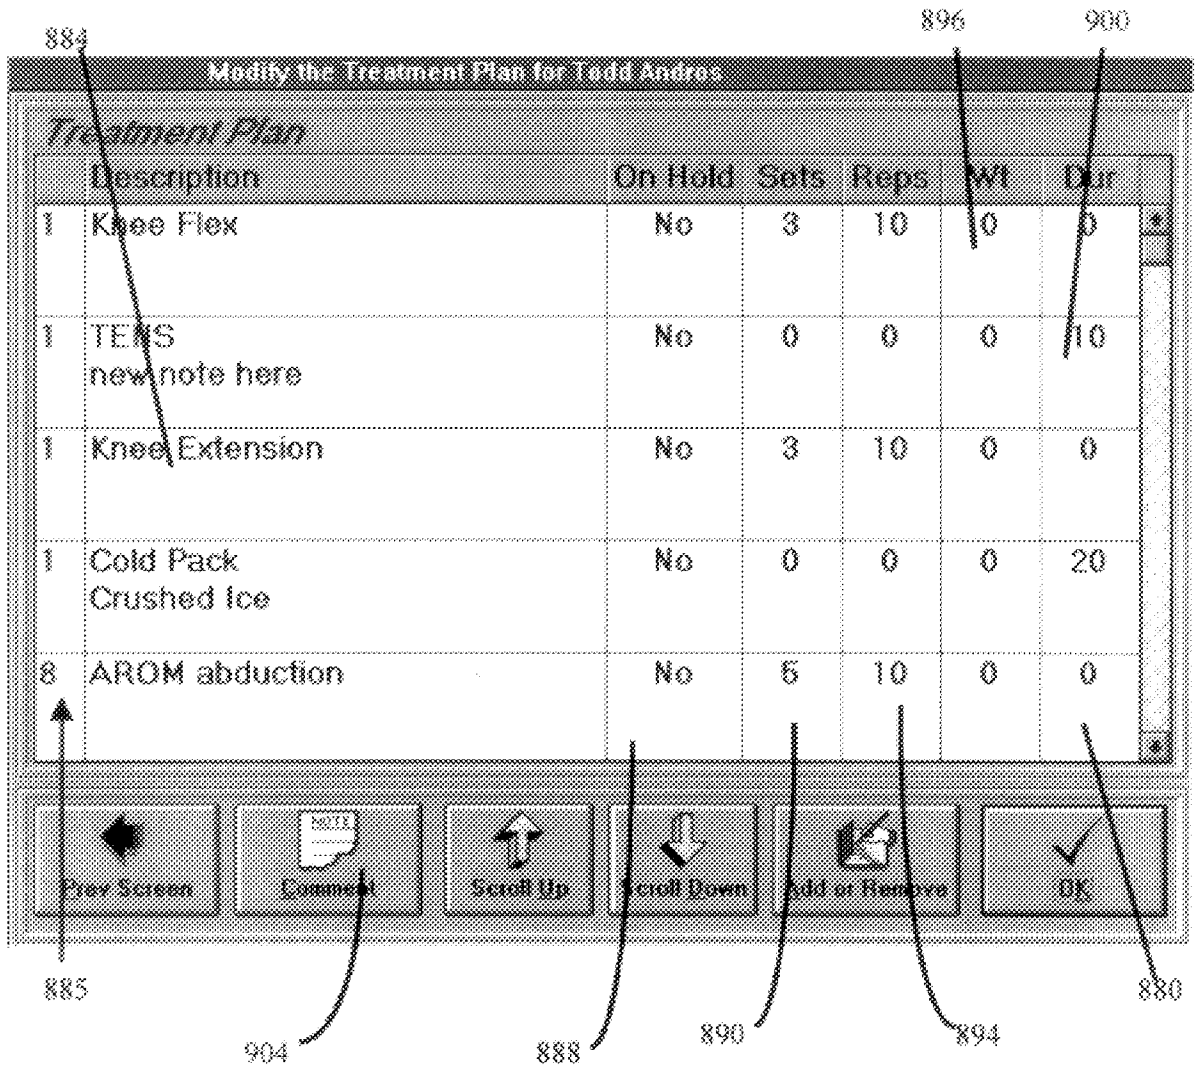 884 896 900
Modify the Treatment Plan for Todd Andros
Treatment Plan
Description On Hold Sets Reps Wt Dur
1 Knee Flex No 3 10 0 0
1 TENS No 0 0 0 10
new note here
1 Knee Extension No 3 10 0 0
1 Cold Pack No 0 0 0 20
Crushed Ice
8 AROM abduction No 5 10 0 0
NOTE
Prev Screen Comment Scroll Up Scroll Down Add or Remove OK
885 880
904 888 890 894